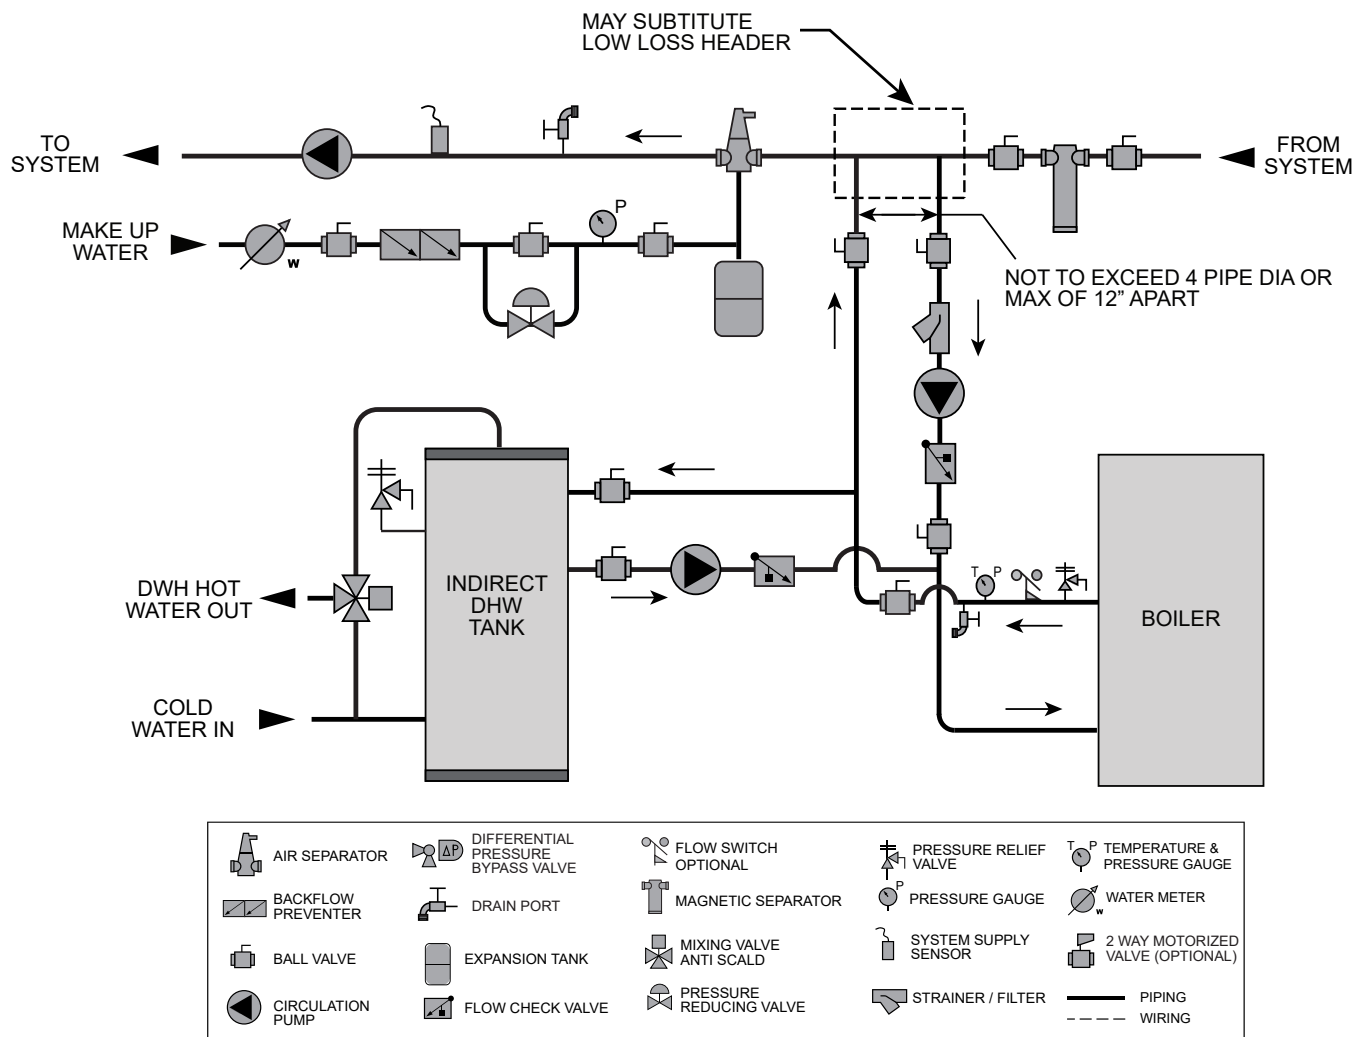 MAY SUBTITUTE
LOW LOSS HEADER
TO
SYSTEM
FROM
SYSTEM
MAKE UP
WATER
W
P
NOT TO EXCEED 4 PIPE DIA OR
MAX OF 12” APART
DWH HOT
WATER OUT
COLD
WATER IN
INDIRECT
DHW
TANK
T P
BOILER
AIR SEPARATOR
BACKFLOW
PREVENTER
BALL VALVE
CIRCULATION
PUMP
ΔP
DIFFERENTIAL
PRESSURE
BYPASS VALVE
DRAIN PORT
EXPANSION TANK
FLOW CHECK VALVE
FLOW SWITCH
OPTIONAL
MAGNETIC SEPARATOR
MIXING VALVE
ANTI SCALD
PRESSURE
REDUCING VALVE
PRESSURE RELIEF
VALVE
P
PRESSURE GAUGE
SYSTEM SUPPLY
SENSOR
STRAINER / FILTER
T P
TEMPERATURE &
PRESSURE GAUGE
W
WATER METER
2 WAY MOTORIZED
VALVE (OPTIONAL)
PIPING
WIRING